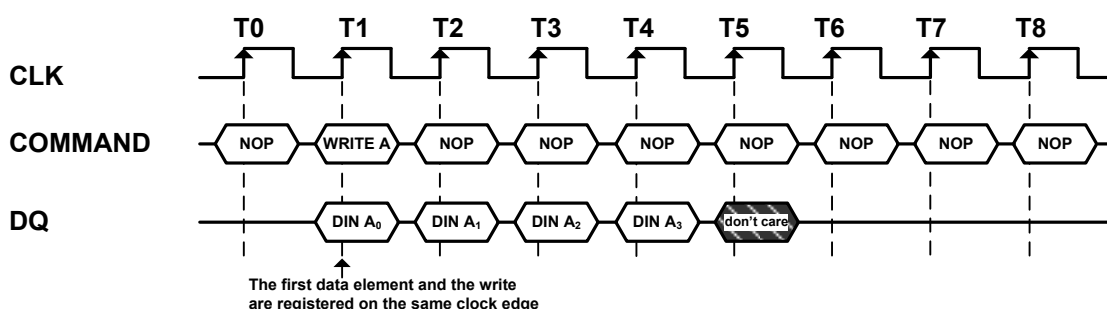 T0 T1 T2 T3 T4 T5 T6 T7 T8
CLK
COMMAND NOP WRITE A NOP NOP NOP NOP NOP NOP NOP
DQ DIN A₀ DIN A₁ DIN A₂ DIN A₃ don't care
The first data element and the write
are registered on the same clock edge